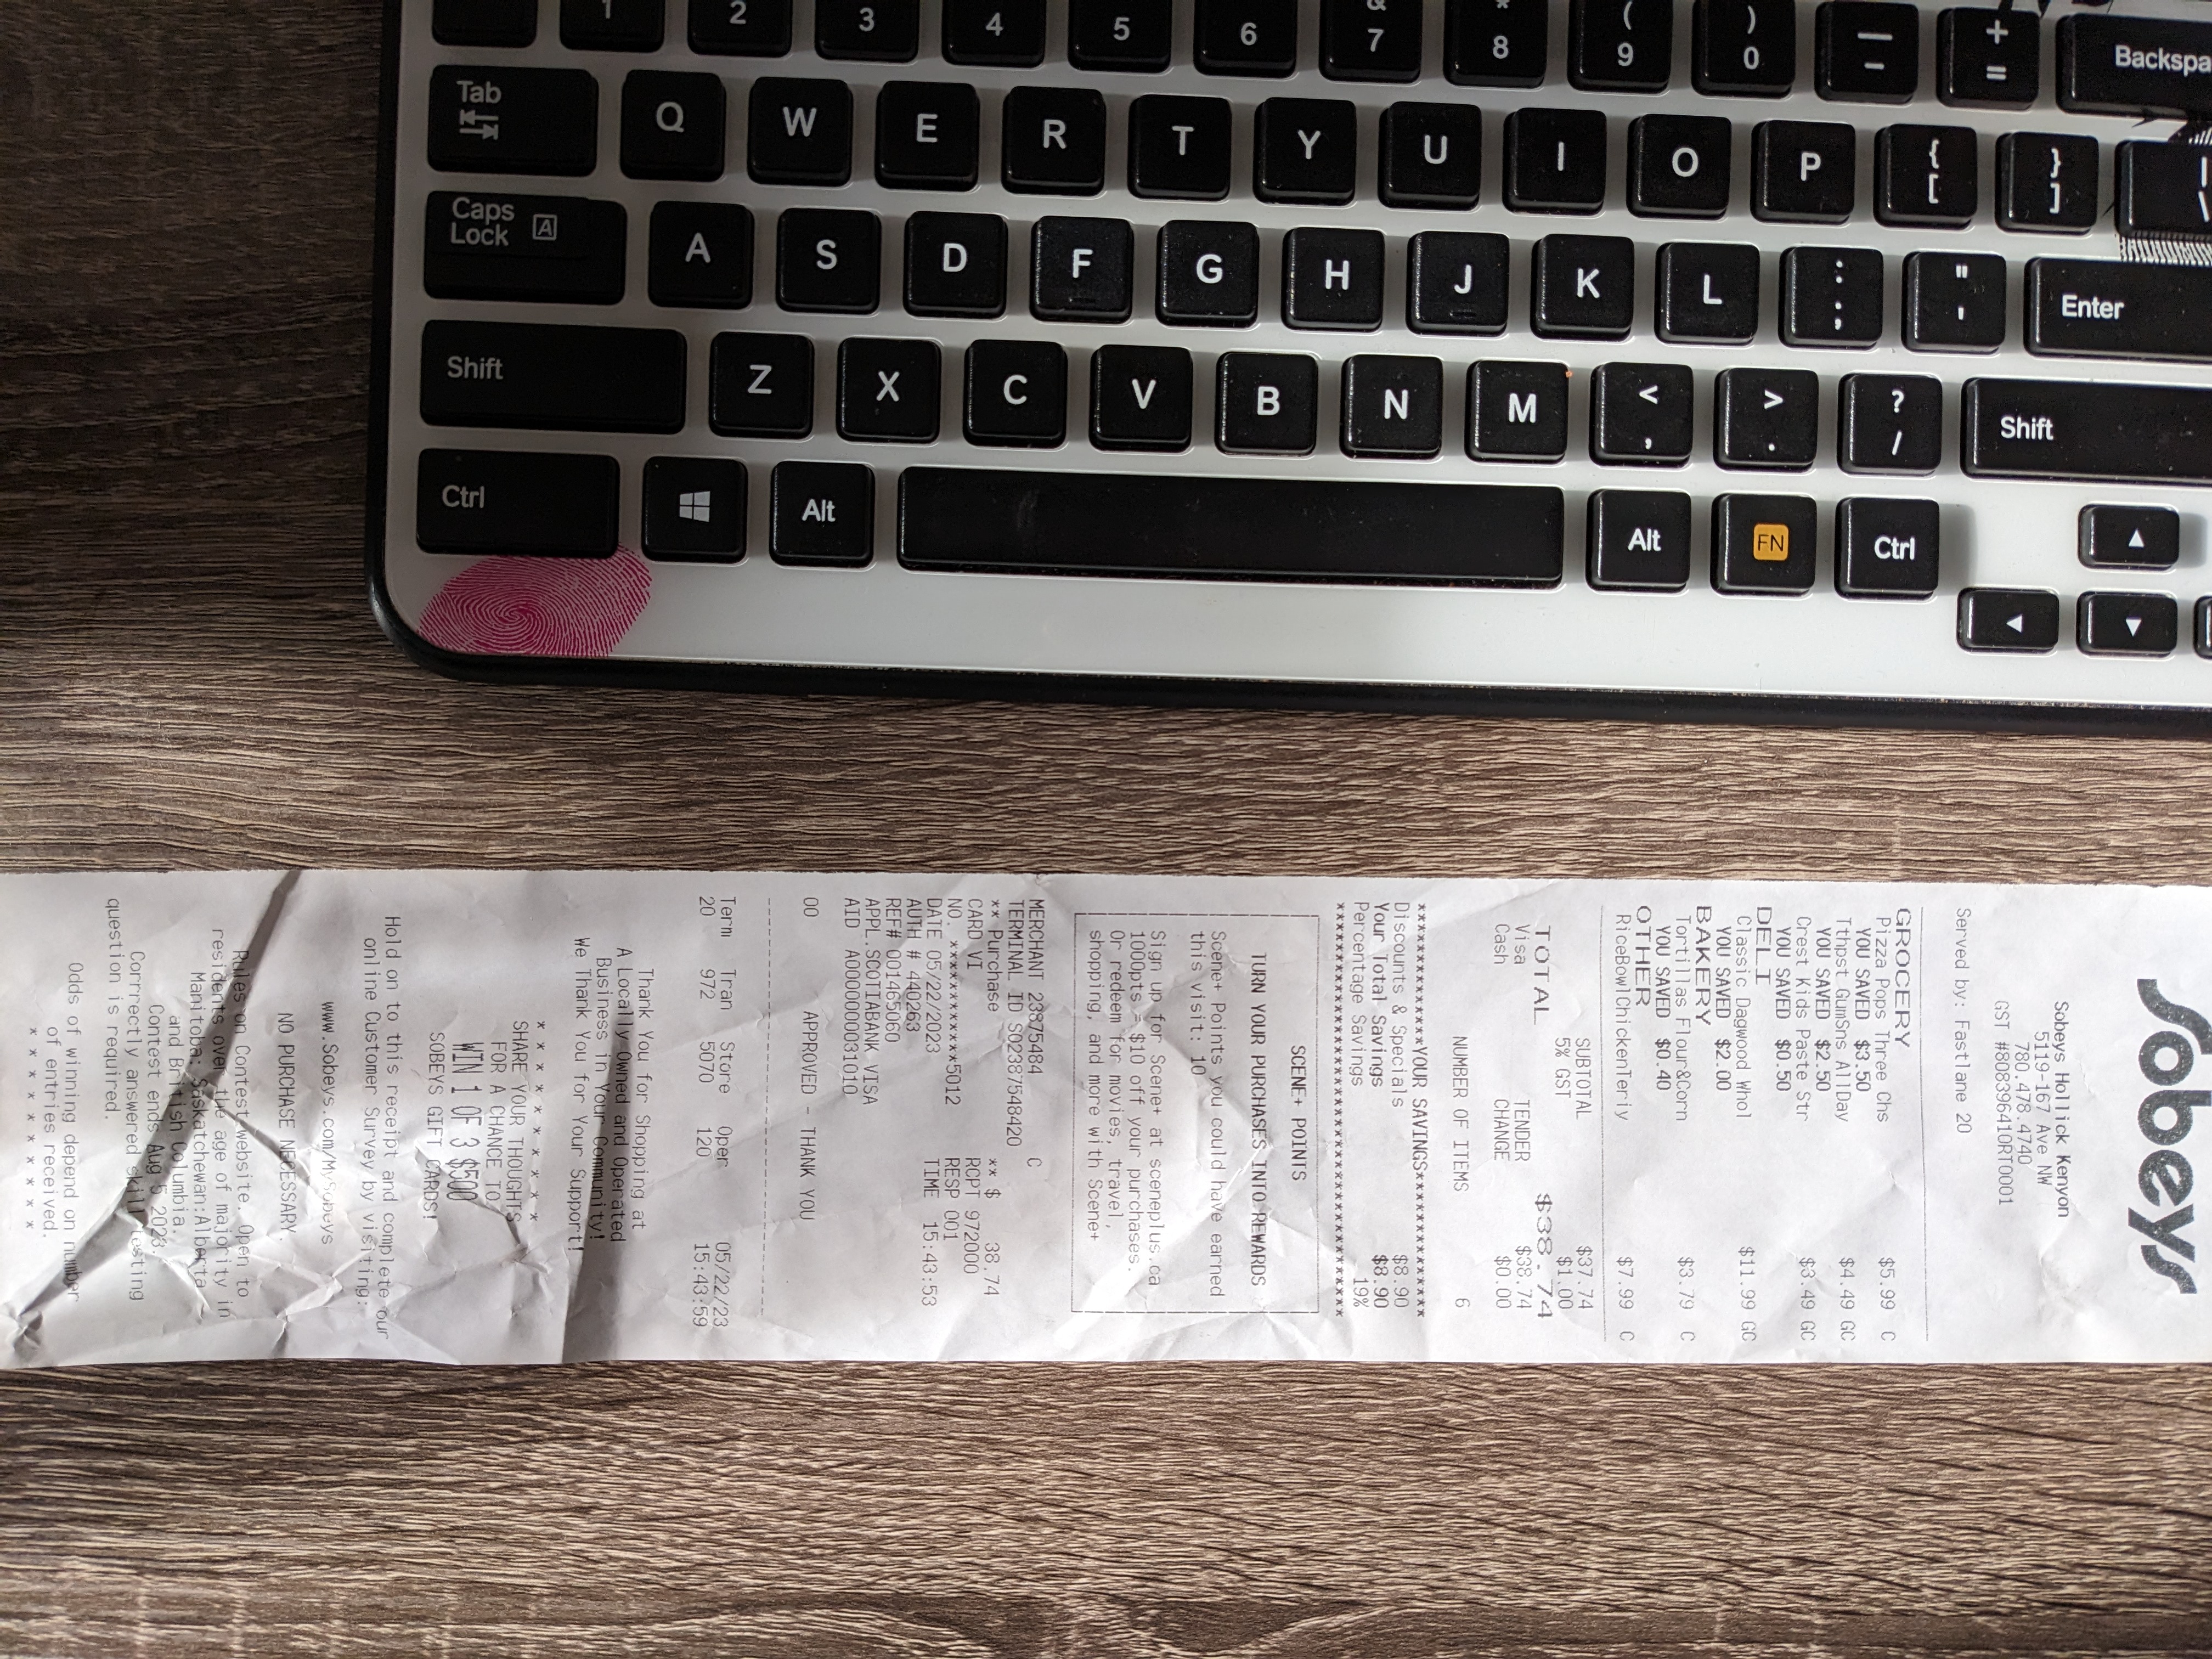 1 2 3 4 5 6 & 7 * 8 ( 9 ) 0 — - + = Backspa
Tab Q W E R T Y U I O P { [ } ] | \
Caps Lock A A S D F G H J K L : ; " ' Enter
Shift Z X C V B N M < , > . ? / Shift
Ctrl Alt Alt FN Ctrl
Sobeys
Sobeys Hollick Kenyon
5119-167 Ave NW
780.478.4740
GST #808396410RT0001
Served by: Fastlane 20
GROCERY
Pizza Pops Three Chs $5.99 C
YOU SAVED $3.50
Tthpst GumSns AllDay $4.49 GC
YOU SAVED $2.50
Crest Kids Paste Str $3.49 GC
YOU SAVED $0.50
DELI
Classic Dagwood Whol $11.99 GC
YOU SAVED $2.00
BAKERY
Tortillas Flour&Corn $3.79 C
YOU SAVED $0.40
OTHER
RiceBowlChickenTeriy $7.99 C
SUBTOTAL $37.74
5% GST $1.00
TOTAL $38.74
Visa TENDER $38.74
Cash CHANGE $0.00
NUMBER OF ITEMS 6
*************YOUR SAVINGS*************
Discounts & Specials $8.90
Your Total Savings $8.90
Percentage Savings 19%
****************************************
SCENE+ POINTS
TURN YOUR PURCHASES INTO REWARDS
Scene+ Points you could have earned
this visit: 10
Sign up for Scene+ at sceneplus.ca
1000pts = $10 off your purchases.
Or redeem for movies, travel,
shopping, and more with Scene+
MERCHANT 23875484 C
TERMINAL ID S02387548420
** Purchase ** $ 38.74
CARD VI RCPT 972000
NO. ************5012 RESP 001
DATE 05/22/2023 TIME 15:43:53
AUTH # 440263
REF# 001465060
APPL.SCOTIABANK VISA
AID A0000000031010
00 APPROVED - THANK YOU
Term Tran Store Oper 05/22/23
20 972 5070 120 15:43:59
Thank You for Shopping at
A Locally Owned and Operated
Business in Your Community!
We Thank You for Your Support!
* * * * * * * * * * *
SHARE YOUR THOUGHTS
FOR A CHANCE TO
WIN 1 OF 3 $500
SOBEYS GIFT CARDS!
Hold on to this receipt and complete our
online Customer Survey by visiting:
www.Sobeys.com/MySobeys
NO PURCHASE NECESSARY.
Rules on Contest website. Open to
residents over the age of majority in
Manitoba; Saskatchewan;Alberta
and British Columbia.
Contest ends Aug 5 2023.
Corrrectly answered skill testing
question is required.
Odds of winning depend on number
of entries received.
* * * * * * * * * * *